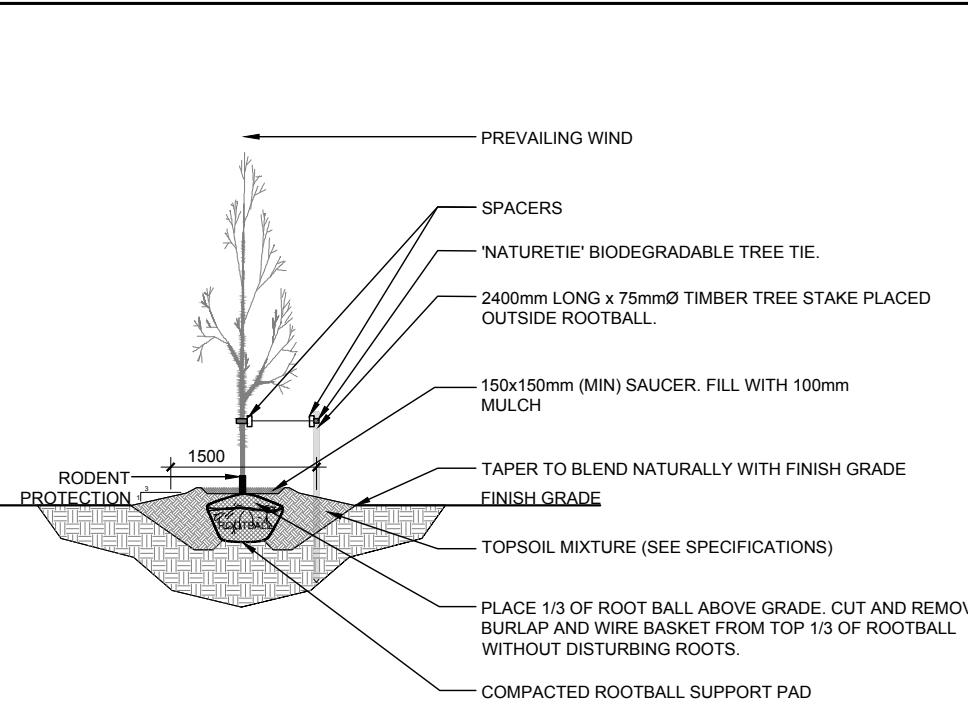 PREVAILING WIND
SPACERS
'NATURETIE' BIODEGRADABLE TREE TIE.
2400mm LONG x 75mmØ TIMBER TREE STAKE PLACED
OUTSIDE ROOTBALL.
150x150mm (MIN) SAUCER. FILL WITH 100mm
MULCH
1500
RODENT
PROTECTION
3
1
TAPER TO BLEND NATURALLY WITH FINISH GRADE
FINISH GRADE
ROOTBALL
TOPSOIL MIXTURE (SEE SPECIFICATIONS)
PLACE 1/3 OF ROOT BALL ABOVE GRADE. CUT AND REMOV
BURLAP AND WIRE BASKET FROM TOP 1/3 OF ROOTBALL
WITHOUT DISTURBING ROOTS.
COMPACTED ROOTBALL SUPPORT PAD